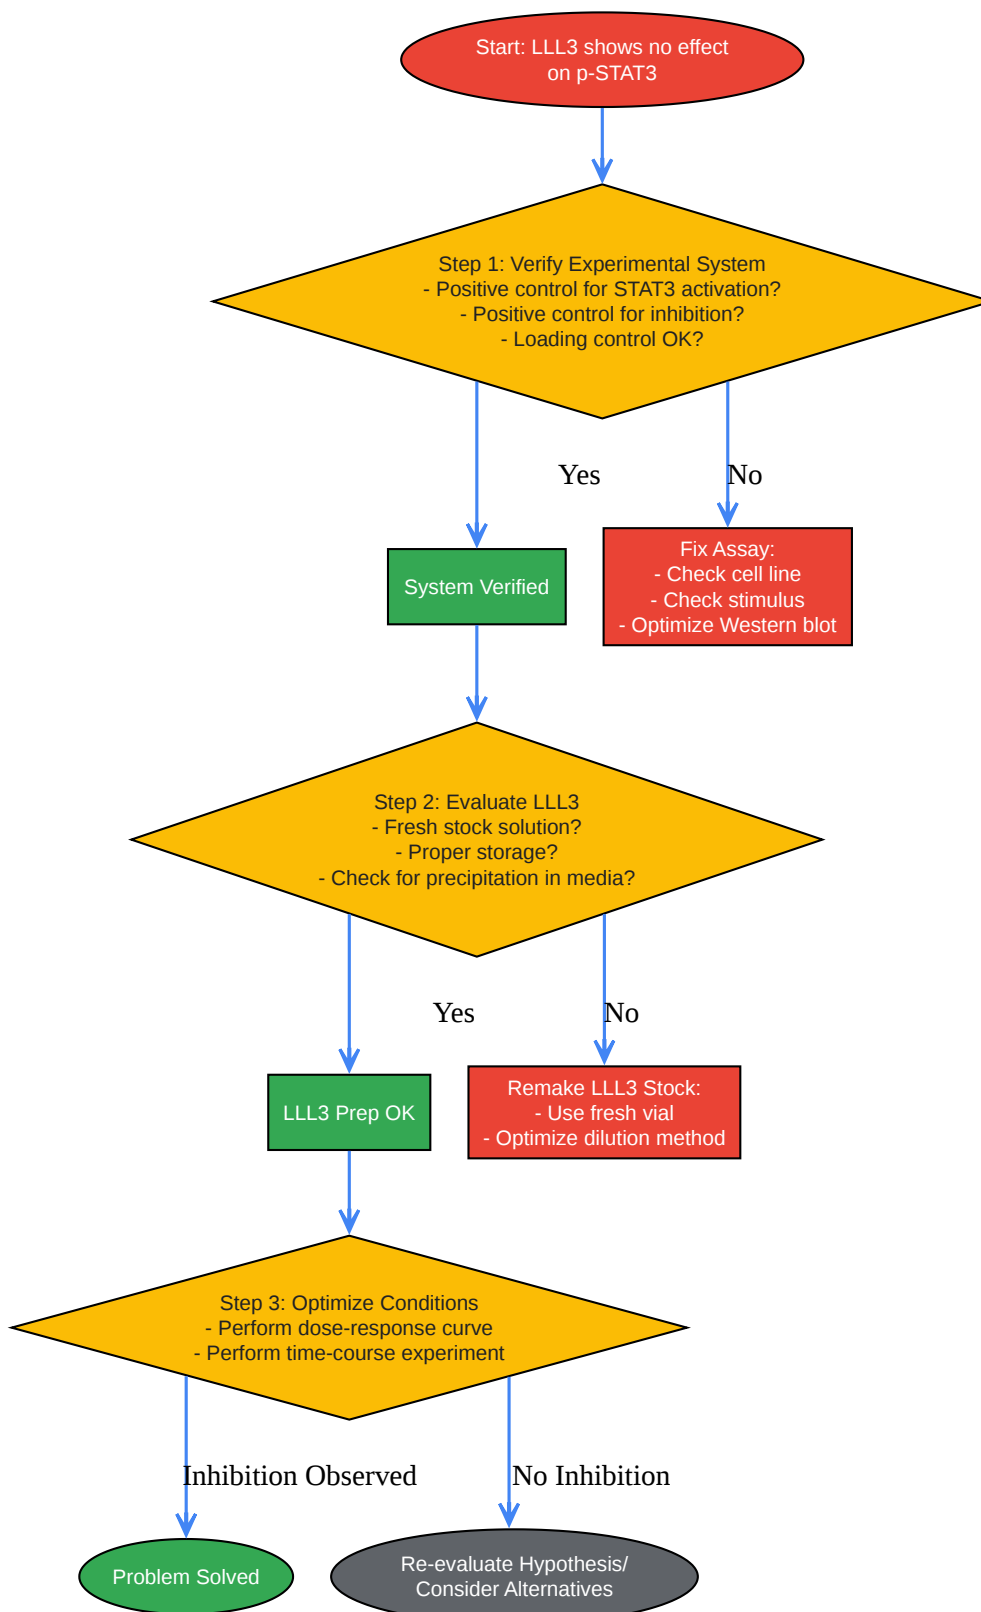 Start: LLL3 shows no effect
on p-STAT3
Step 1: Verify Experimental System
- Positive control for STAT3 activation?
- Positive control for inhibition?
- Loading control OK?
Yes
No
System Verified
Fix Assay:
- Check cell line
- Check stimulus
- Optimize Western blot
Step 2: Evaluate LLL3
- Fresh stock solution?
- Proper storage?
- Check for precipitation in media?
Yes
No
LLL3 Prep OK
Remake LLL3 Stock:
- Use fresh vial
- Optimize dilution method
Step 3: Optimize Conditions
- Perform dose-response curve
- Perform time-course experiment
Inhibition Observed
No Inhibition
Problem Solved
Re-evaluate Hypothesis/
Consider Alternatives